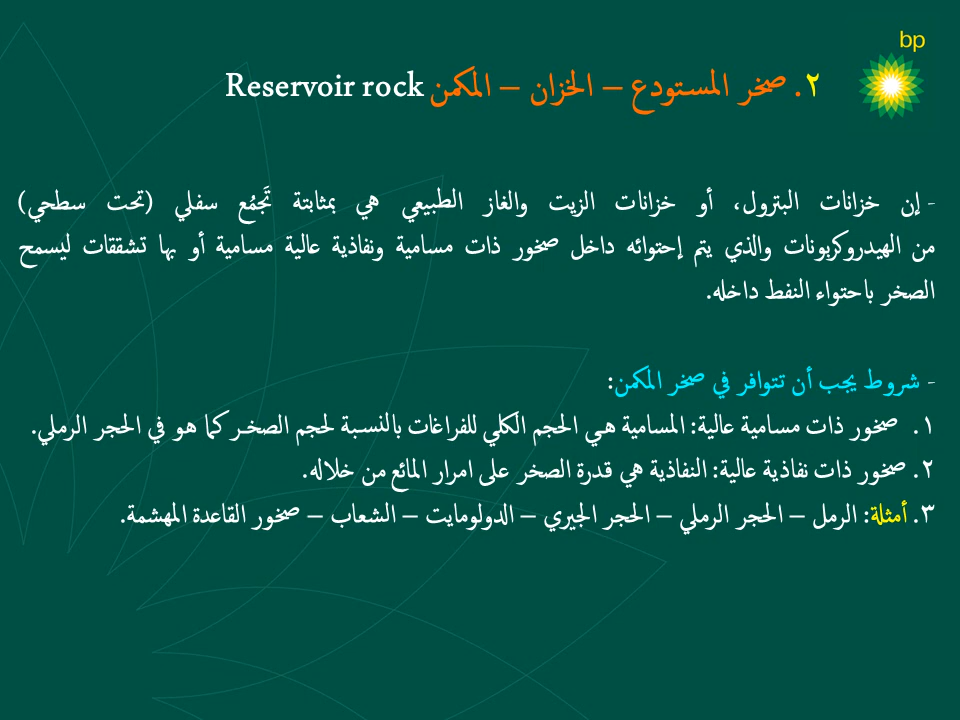 bp
٢. صخر المستودع – الخزان – المكمن Reservoir rock
- إن خزانات البترول، أو خزانات الزيت والغاز الطبيعي هي بمثابتة تَجَمُع سفلي (تحت سطحي)
من الهيدروكربونات والذي يتم إحتوائه داخل صخور ذات مسامية ونفاذية عالية مسامية أو بها تشققات ليسمح
الصخر باحتواء النفط داخله.
- شروط يجب أن تتوافر في صخر المكمن:
١. صخور ذات مسامية عالية: المسامية هي الحجم الكلي للفراغات بالنسبة لحجم الصخر كما هو في الحجر الرملي.
٢. صخور ذات نفاذية عالية: النفاذية هي قدرة الصخر على امرار المائع من خلاله.
٣. أمثلة: الرمل – الحجر الرملي – الحجر الجيري – الدولومايت – الشعاب – صخور القاعدة المهشمة.